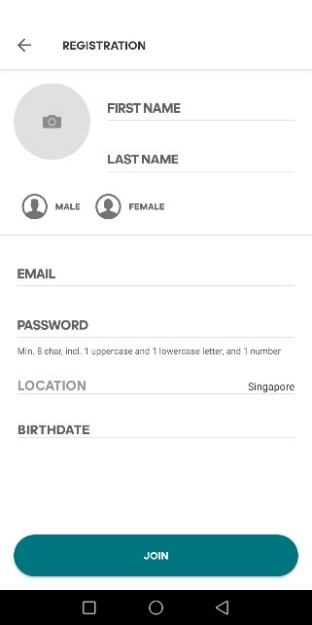 REGISTRATION
FIRST NAME
LAST NAME
MALE FEMALE
EMAIL
PASSWORD
Min. 8 char, incl. 1 uppercase and 1 lowercase letter, and 1 number
LOCATION Singapore
BIRTHDATE
JOIN